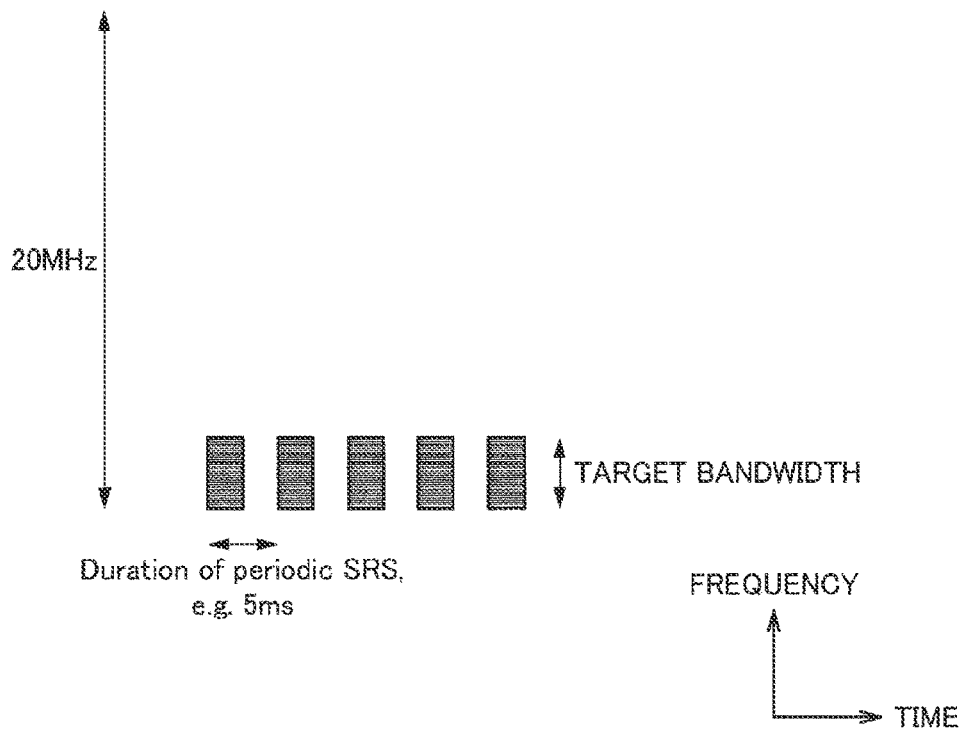 20MHz
TARGET BANDWIDTH
Duration of periodic SRS,
e.g. 5ms
FREQUENCY
TIME